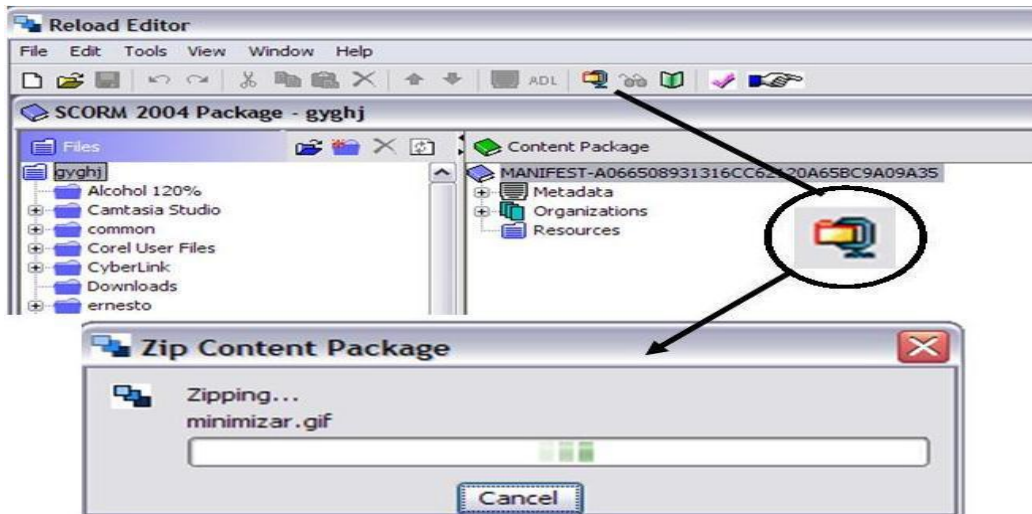 Reload Editor
File Edit Tools View Window Help
ADL
SCORM 2004 Package - gyghj
Files
Content Package
gyghj
Alcohol 120%
Camtasia Studio
common
Corel User Files
CyberLink
Downloads
ernesto
Metadata
Organizations
Resources
Zip Content Package
Zipping...
minimizar.gif
Cancel